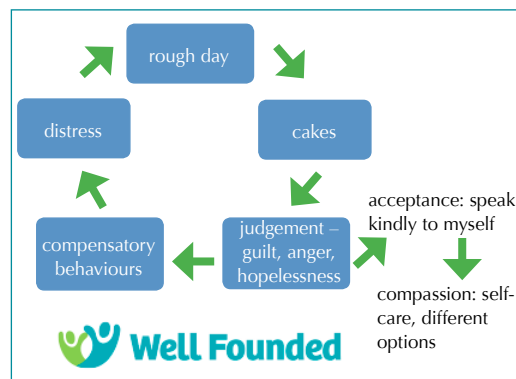 rough day
cakes
judgement –
guilt, anger,
hopelessness
compensatory
behaviours
distress
acceptance: speak
kindly to myself
compassion: self-
care, different
options
Well Founded